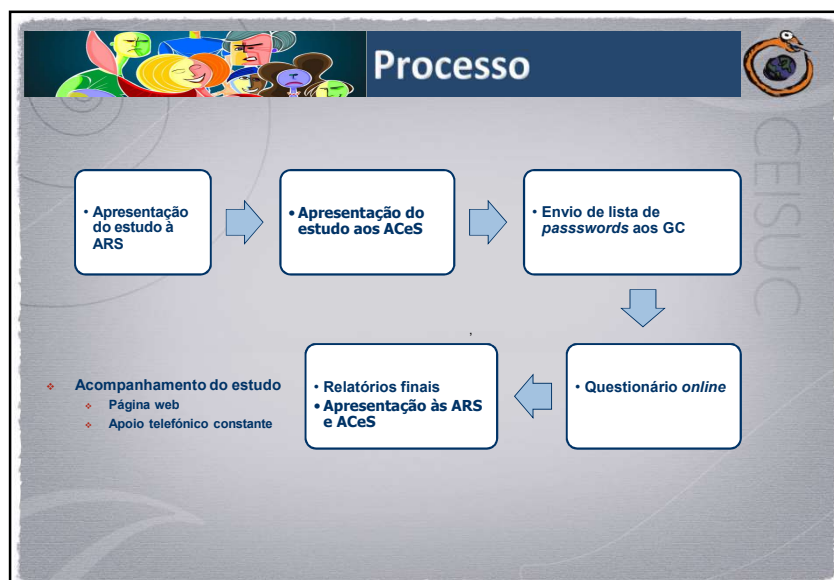 Processo
CEISUC
• Apresentação
do estudo à
ARS
• Apresentação do
estudo aos ACeS
• Envio de lista de
passswords aos GC
,
• Questionário online
• Relatórios finais
• Apresentação às ARS
e ACeS
❖ Acompanhamento do estudo
❖ Página web
❖ Apoio telefónico constante